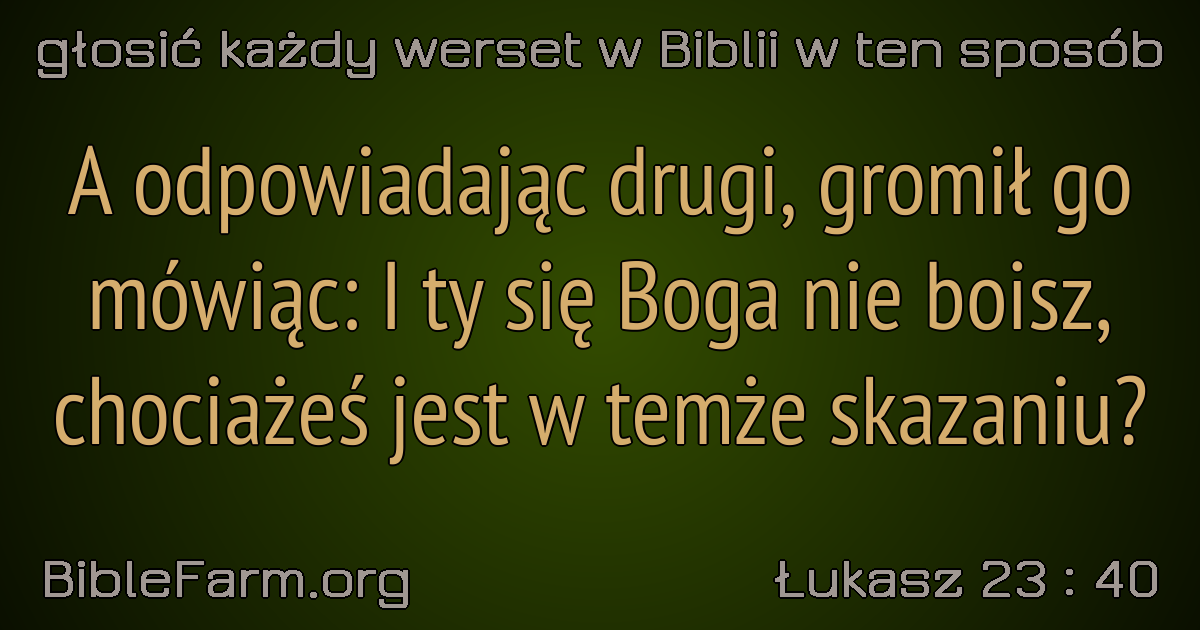 głosić każdy werset w Biblii w ten sposób
A odpowiadając drugi, gromił go
mówiąc: I ty się Boga nie boisz,
chociażeś jest w temże skazaniu?
BibleFarm.org
Łukasz 23 : 40